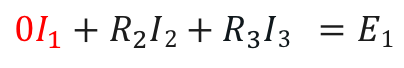 0I₁ + R₂I₂ + R₃I₃ = E₁